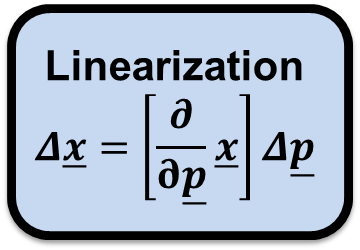 Linearization
Δx = [∂/∂p x] Δp